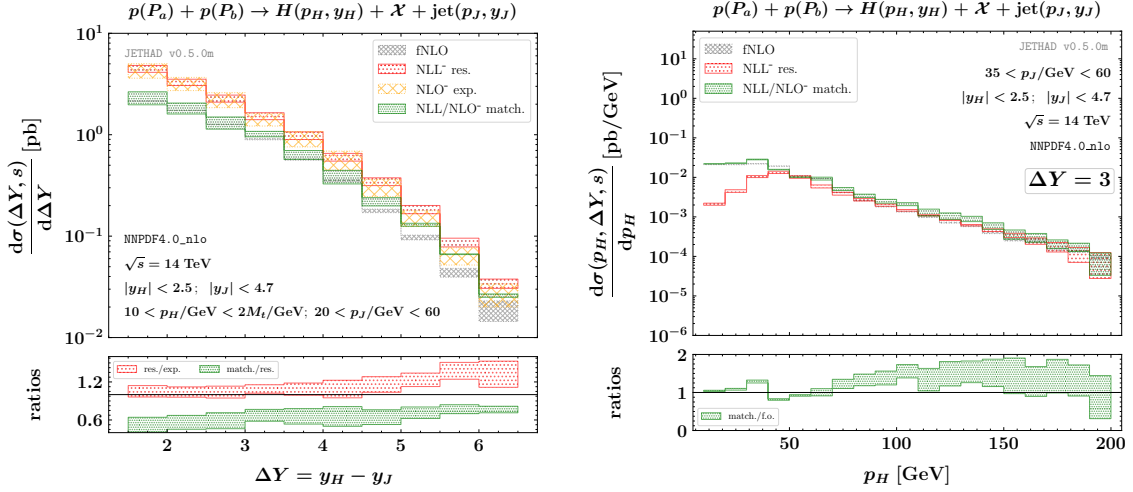 p(P_a) + p(P_b) → H(p_H, y_H) + 𝒳 + jet(p_J, y_J)
10^1
10^0
10^{-1}
10^{-2}
dσ(ΔY, s)
dΔY
[pb]
JETHAD v0.5.0m
fNLO
NLL^- res.
NLO^- exp.
NLL/NLO^- match.
NNPDF4.0_nlo
√s = 14 TeV
|y_H| < 2.5; |y_J| < 4.7
10 < p_H/GeV < 2M_t/GeV; 20 < p_J/GeV < 60
ratios
1.2
0.6
res./exp.
match./res.
2 3 4 5 6
ΔY = y_H − y_J
p(P_a) + p(P_b) → H(p_H, y_H) + 𝒳 + jet(p_J, y_J)
10^3
10^2
10^1
10^0
10^{-1}
10^{-2}
10^{-3}
10^{-4}
10^{-5}
10^{-6}
dσ(p_H, ΔY, s)
dp_H
[pb/GeV]
fNLO
NLL^- res.
NLL/NLO^- match.
JETHAD v0.5.0m
35 < p_J/GeV < 60
|y_H| < 2.5; |y_J| < 4.7
√s = 14 TeV
NNPDF4.0_nlo
ΔY = 3
ratios
2
1
0
match./f.o.
50 100 150 200
p_H [GeV]